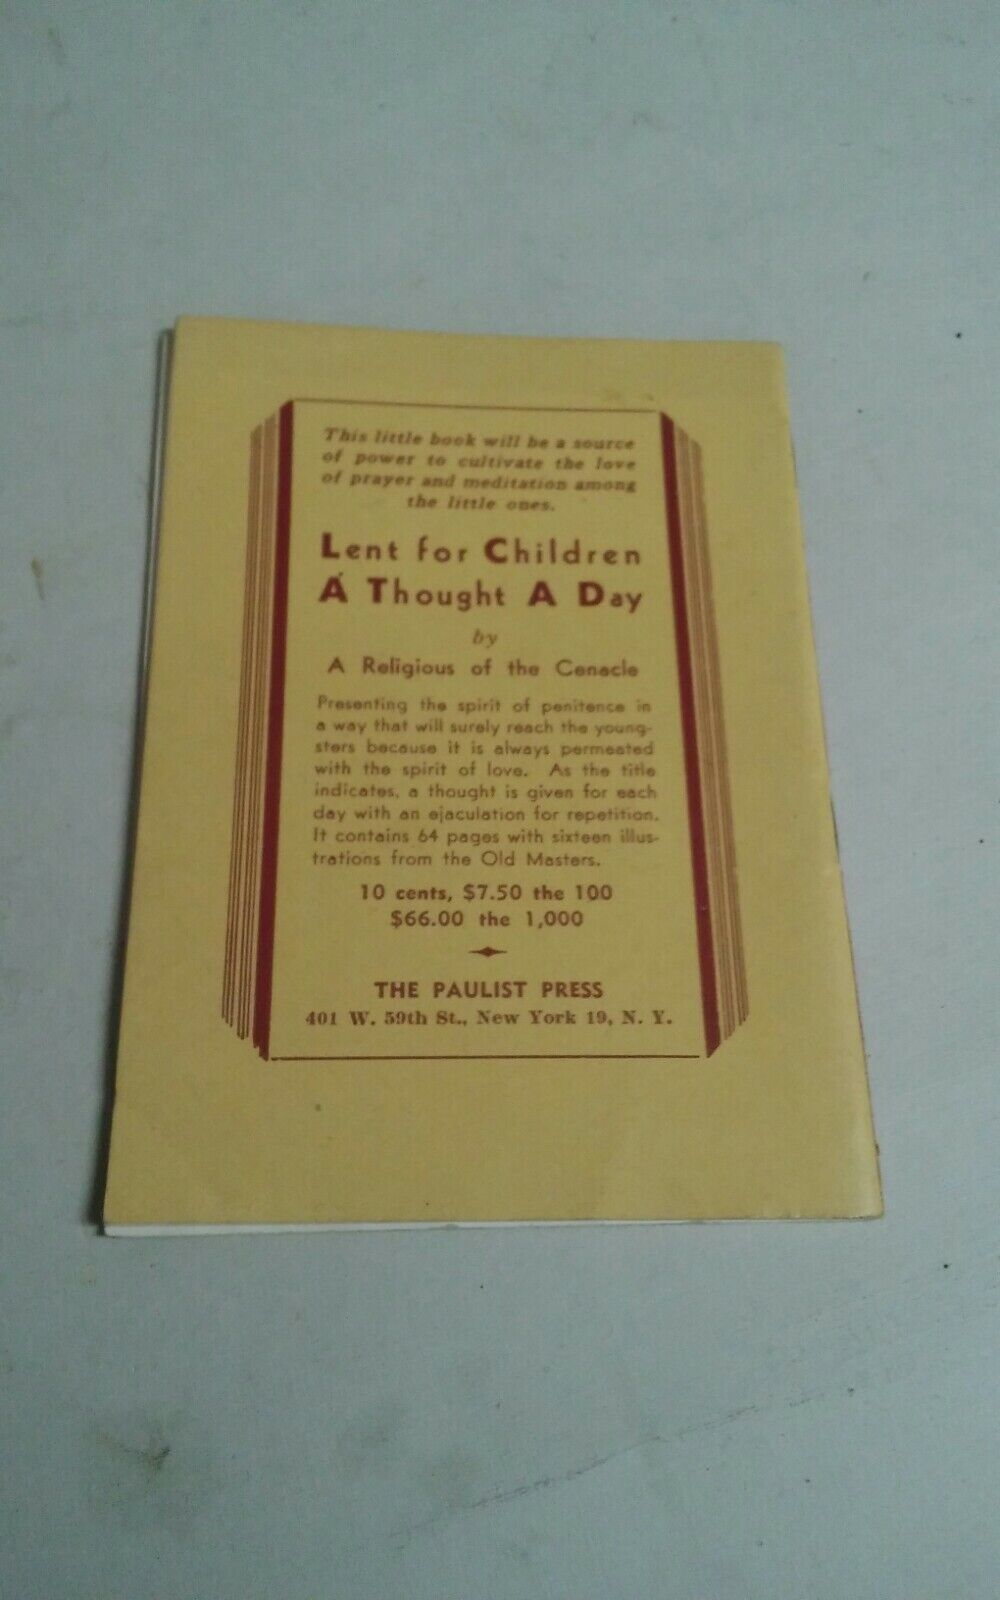 This little book will be a source
of power to cultivate the love
of prayer and meditation among
the little ones.
Lent for Children
A Thought A Day
by
A Religious of the Cenacle
Presenting the spirit of penitence in
a way that will surely reach the young-
sters because it is always permeated
with the spirit of love. As the title
indicates, a thought is given for each
day with an ejaculation for repetition.
It contains 64 pages with sixteen illus-
trations from the Old Masters.
10 cents, $7.50 the 100
$66.00 the 1,000
THE PAULIST PRESS
401 W. 59th St., New York 19, N. Y.